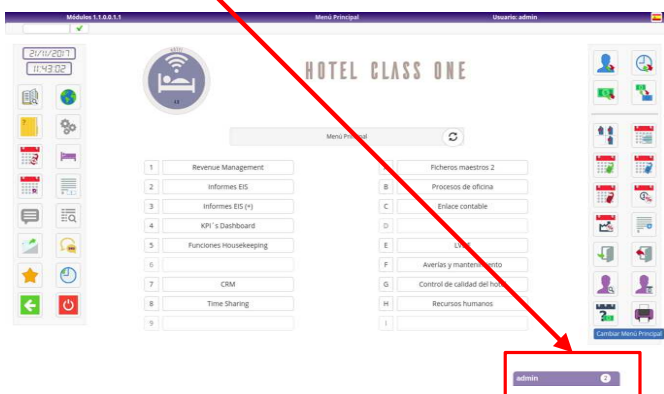 Módulos 1.1.0.0.1.1 Menú Principal Usuario: admin
21/11/2017
11:43:02
HOTEL
HOTEL CLASS ONE
Menú Principal
1 Revenue Management
Ficheros maestros 2
2 Informes EIS
B Procesos de oficina
3 Informes EIS (+)
C Enlace contable
4 KPI´s Dashboard
D
5 Funciones Housekeeping
E
6
F Averías y mantenimiento
7 CRM
G Control de calidad del hotel
8 Time Sharing
H Recursos humanos
9
I
Cambiar Menú Principal
admin 2